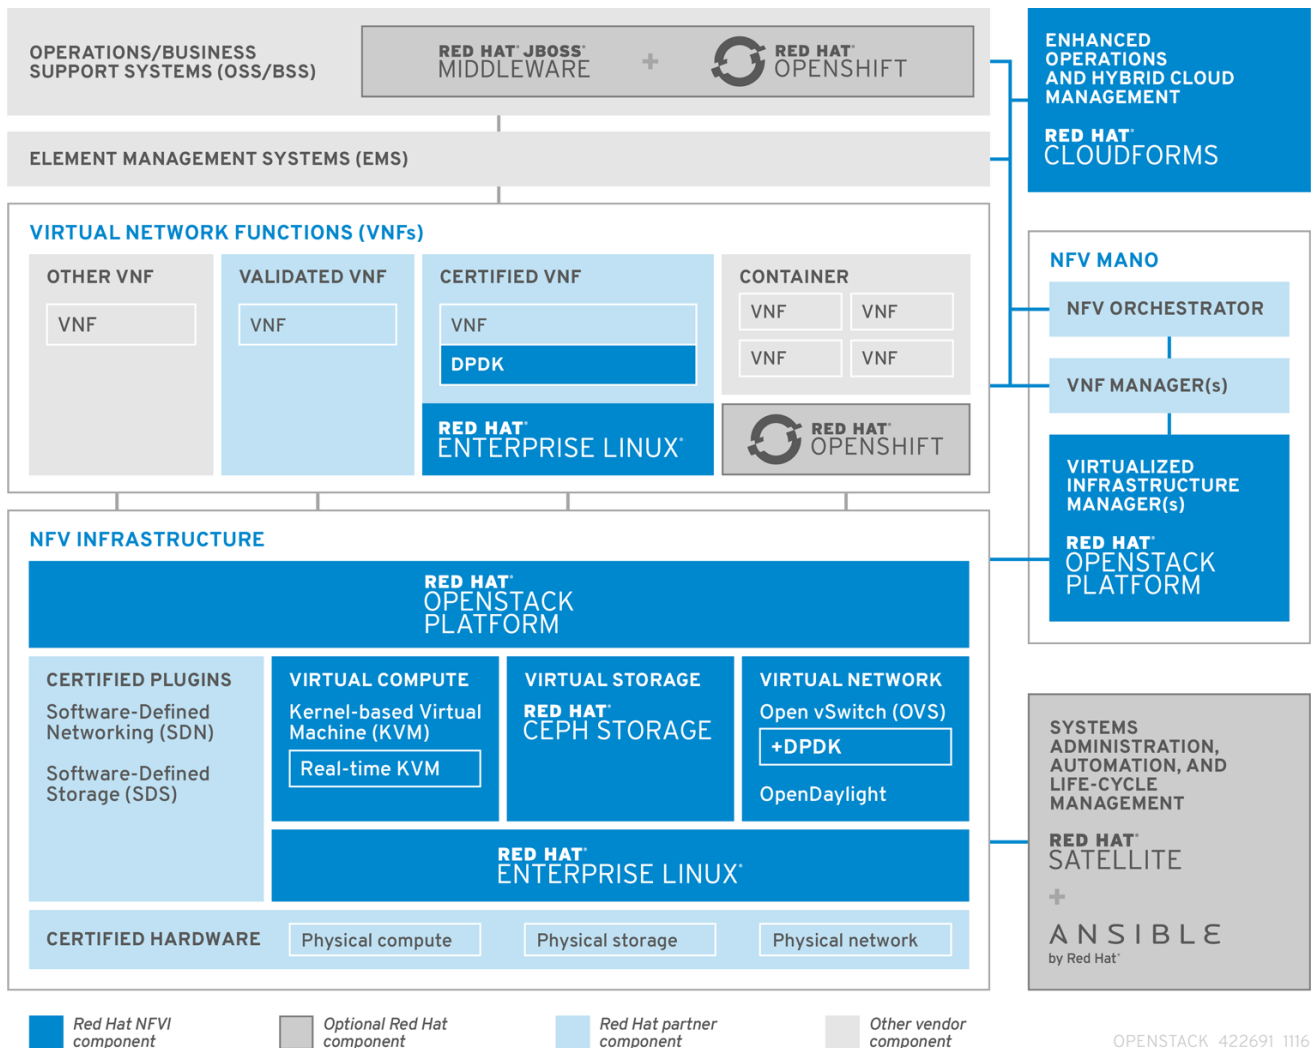 OPERATIONS/BUSINESS
SUPPORT SYSTEMS (OSS/BSS)
RED HAT® JBOSS®
MIDDLEWARE
+
RED HAT®
OPENSHIFT
ENHANCED
OPERATIONS
AND HYBRID CLOUD
MANAGEMENT
RED HAT®
CLOUDFORMS
ELEMENT MANAGEMENT SYSTEMS (EMS)
VIRTUAL NETWORK FUNCTIONS (VNFs)
OTHER VNF
VNF
VALIDATED VNF
VNF
CERTIFIED VNF
VNF
DPDK
RED HAT®
ENTERPRISE LINUX®
CONTAINER
VNF
VNF
VNF
VNF
RED HAT®
OPENSHIFT
NFV MANO
NFV ORCHESTRATOR
VNF MANAGER(s)
VIRTUALIZED
INFRASTRUCTURE
MANAGER(s)
RED HAT®
OPENSTACK
PLATFORM
NFV INFRASTRUCTURE
RED HAT®
OPENSTACK
PLATFORM
CERTIFIED PLUGINS
Software-Defined
Networking (SDN)
Software-Defined
Storage (SDS)
VIRTUAL COMPUTE
Kernel-based Virtual
Machine (KVM)
Real-time KVM
VIRTUAL STORAGE
RED HAT®
CEPH STORAGE
VIRTUAL NETWORK
Open vSwitch (OVS)
+DPDK
OpenDaylight
RED HAT®
ENTERPRISE LINUX®
CERTIFIED HARDWARE
Physical compute
Physical storage
Physical network
SYSTEMS
ADMINISTRATION,
AUTOMATION, AND
LIFE-CYCLE
MANAGEMENT
RED HAT®
SATELLITE
+
ANSIBLE
by Red Hat®
Red Hat NFVI
component
Optional Red Hat
component
Red Hat partner
component
Other vendor
component
OPENSTACK_422691_1116